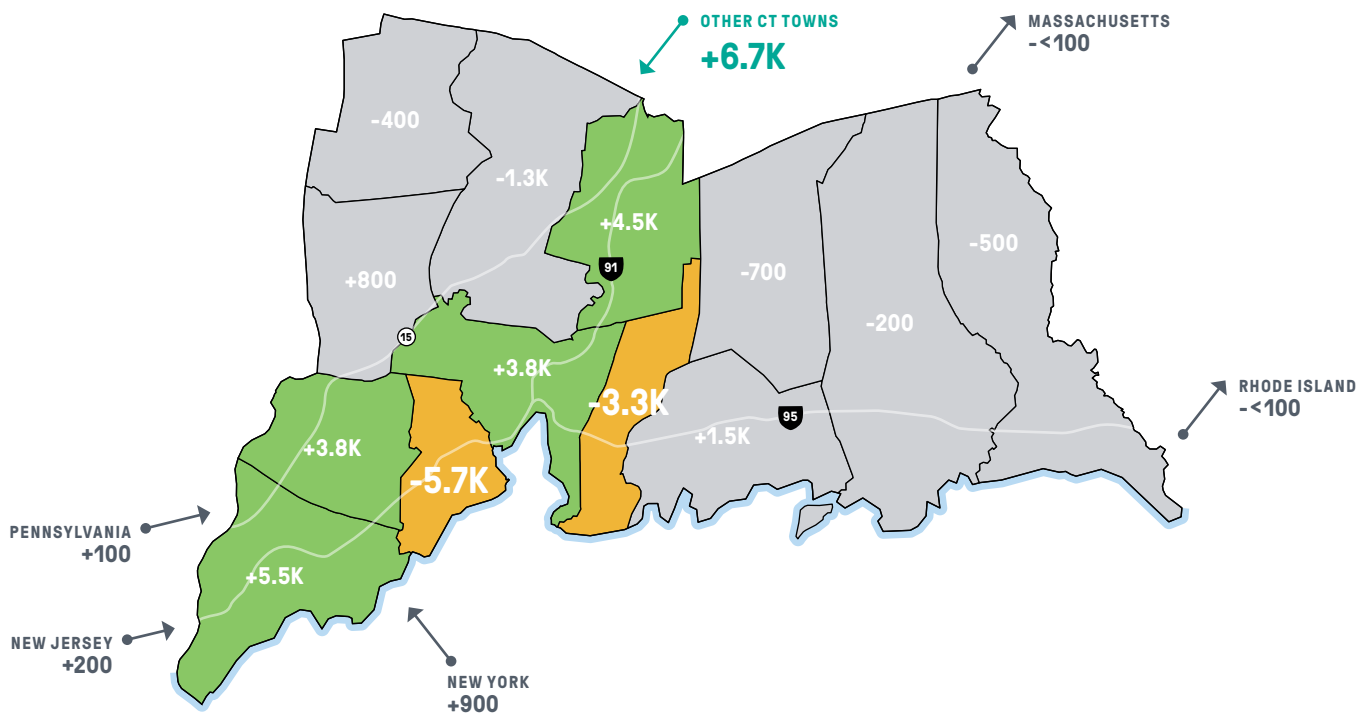 OTHER CT TOWNS
+6.7K
MASSACHUSETTS
-<100
-400
-1.3K
+4.5K
-500
91
-700
+800
-200
15
+3.8K
-3.3K
RHODE ISLAND
-<100
95
+1.5K
+3.8K
-5.7K
PENNSYLVANIA
+100
+5.5K
NEW JERSEY
+200
NEW YORK
+900